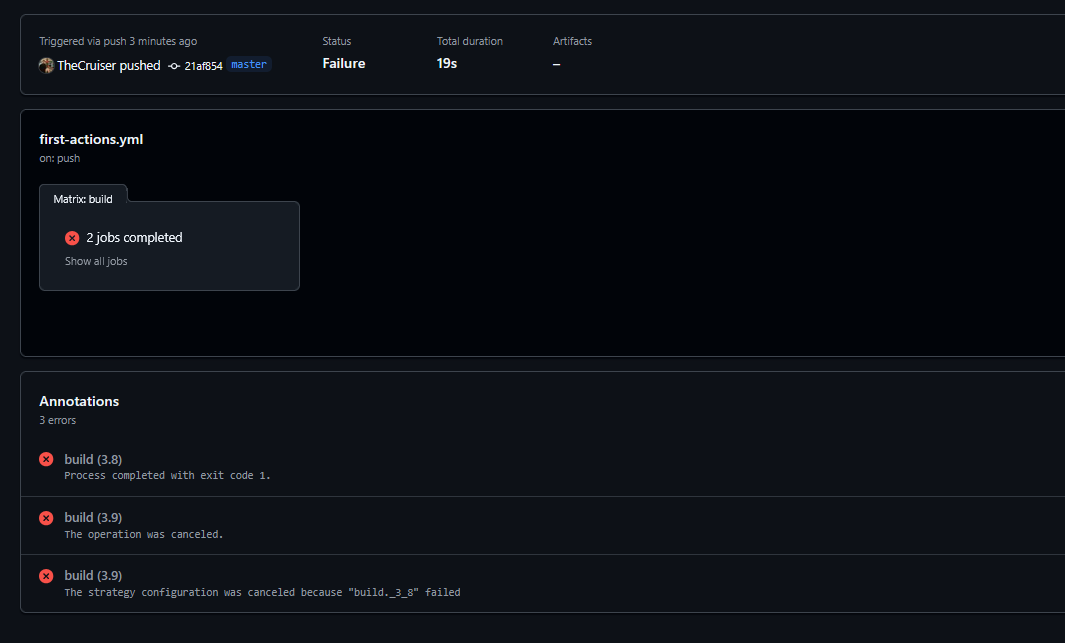 Triggered via push 3 minutes ago
Status
Total duration
Artifacts
TheCruiser pushed 21af854 master
Failure
19s
–
first-actions.yml
on: push
Matrix: build
2 jobs completed
Show all jobs
Annotations
3 errors
build (3.8)
Process completed with exit code 1.
build (3.9)
The operation was canceled.
build (3.9)
The strategy configuration was canceled because "build._3_8" failed